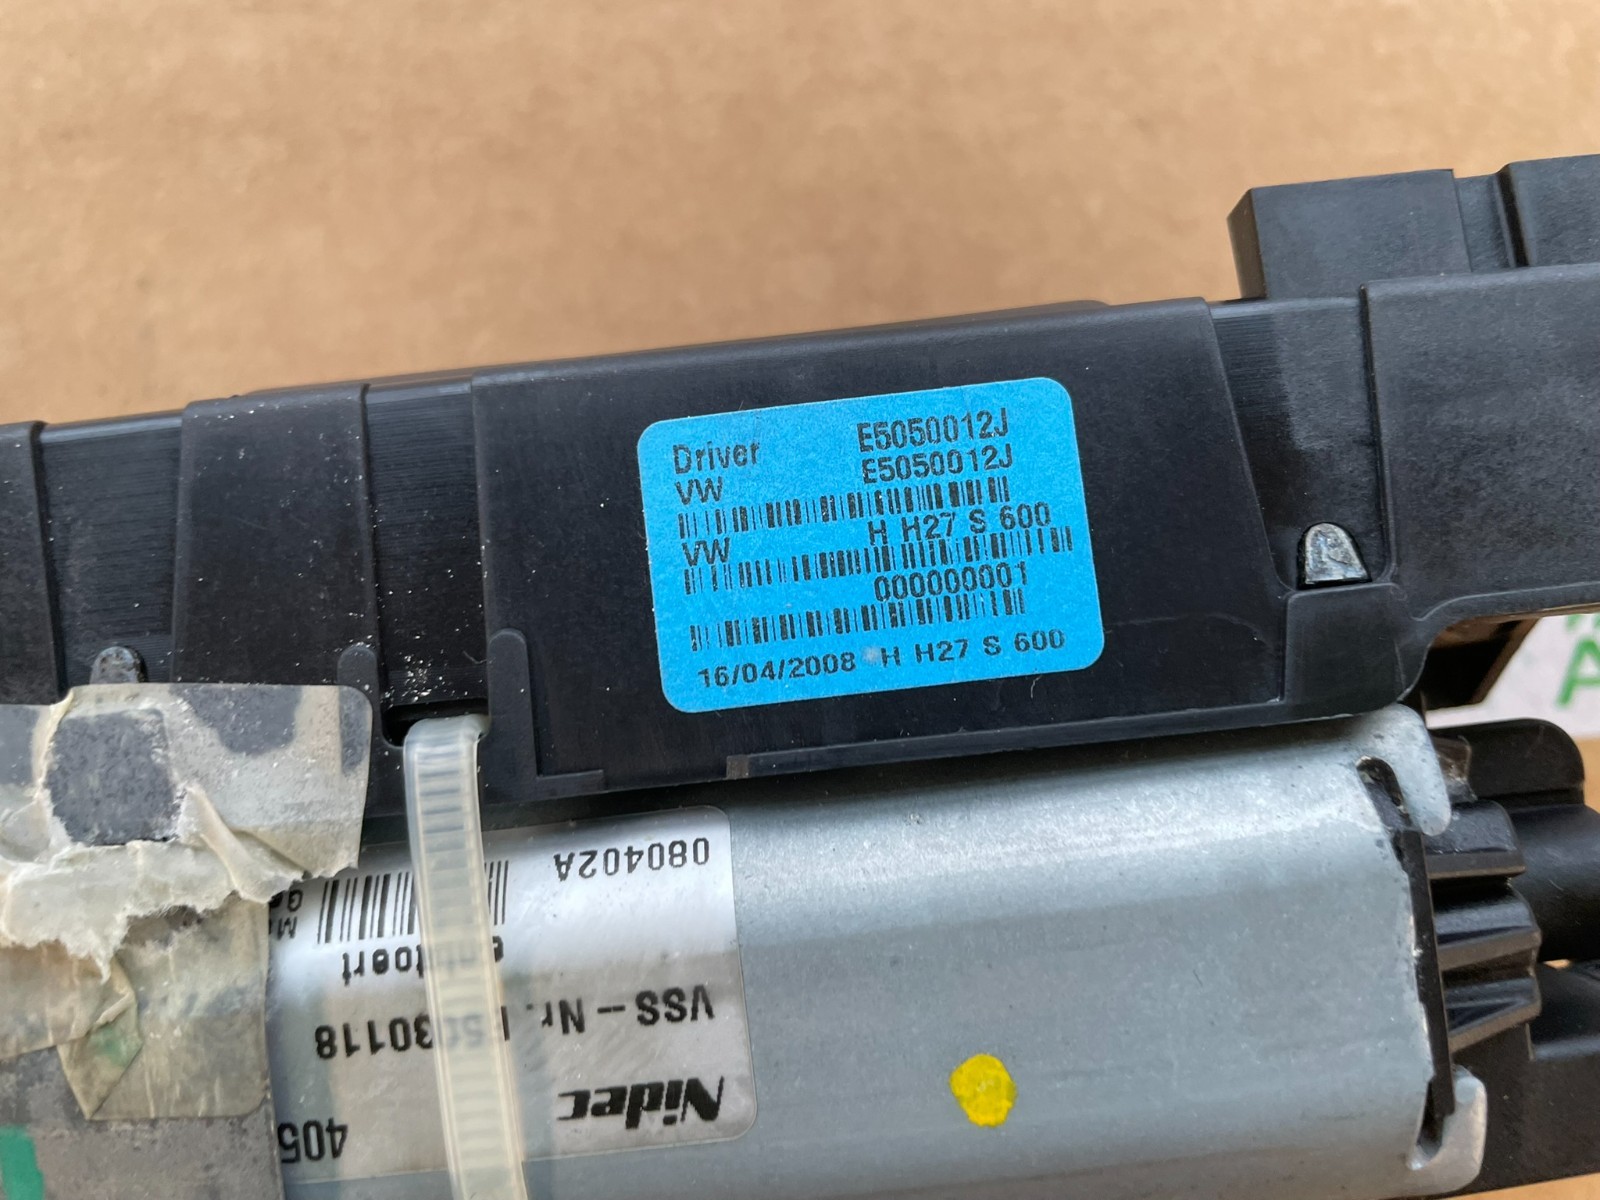 Driver E5050012J
VW E5050012J
VW H H27 S 600
000000001
16/04/2008 H H27 S 600
Nidec
VSS-Nr.
080402A